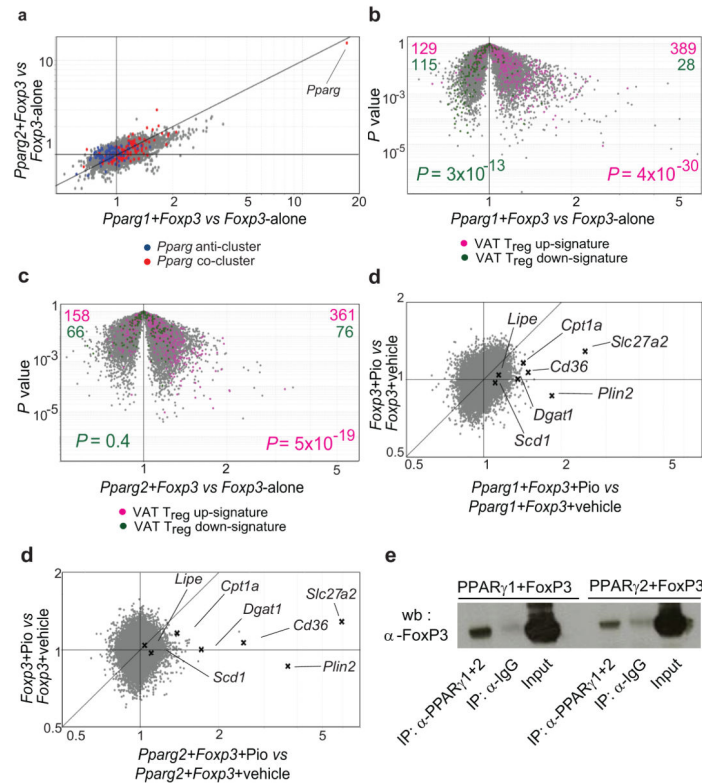 a
Pparg2+Foxp3 vs
Foxp3-alone
10
1
Pparg
1 2 10 20
Pparg1+Foxp3 vs Foxp3-alone
Pparg anti-cluster
Pparg co-cluster
b
P value
1
10-3
10-5
129
115
389
28
P = 3x10-13
P = 4x10-30
1 2 5
Pparg1+Foxp3 vs Foxp3-alone
VAT Treg up-signature
VAT Treg down-signature
c
P value
1
10-3
10-5
158
66
361
76
P = 0.4
P = 5x10-19
1 2 5
Pparg2+Foxp3 vs Foxp3-alone
VAT Treg up-signature
VAT Treg down-signature
d
Foxp3+Pio vs
Foxp3+vehicle
2
1
0.5
Lipe
Cpt1a
Slc27a2
Cd36
Plin2
Dgat1
Scd1
0.5 1 2 5
Pparg1+Foxp3+Pio vs
Pparg1+Foxp3+vehicle
d
Foxp3+Pio vs
Foxp3+vehicle
2
1
0.5
Lipe
Cpt1a
Slc27a2
Dgat1
Cd36
Scd1
Plin2
0.5 1 2 5
Pparg2+Foxp3+Pio vs
Pparg2+Foxp3+vehicle
e
PPARγ1+FoxP3 PPARγ2+FoxP3
wb :
α-FoxP3
IP: α-PPARγ1+2
IP: α-IgG
Input
IP: α-PPARγ1+2
IP: α-IgG
Input